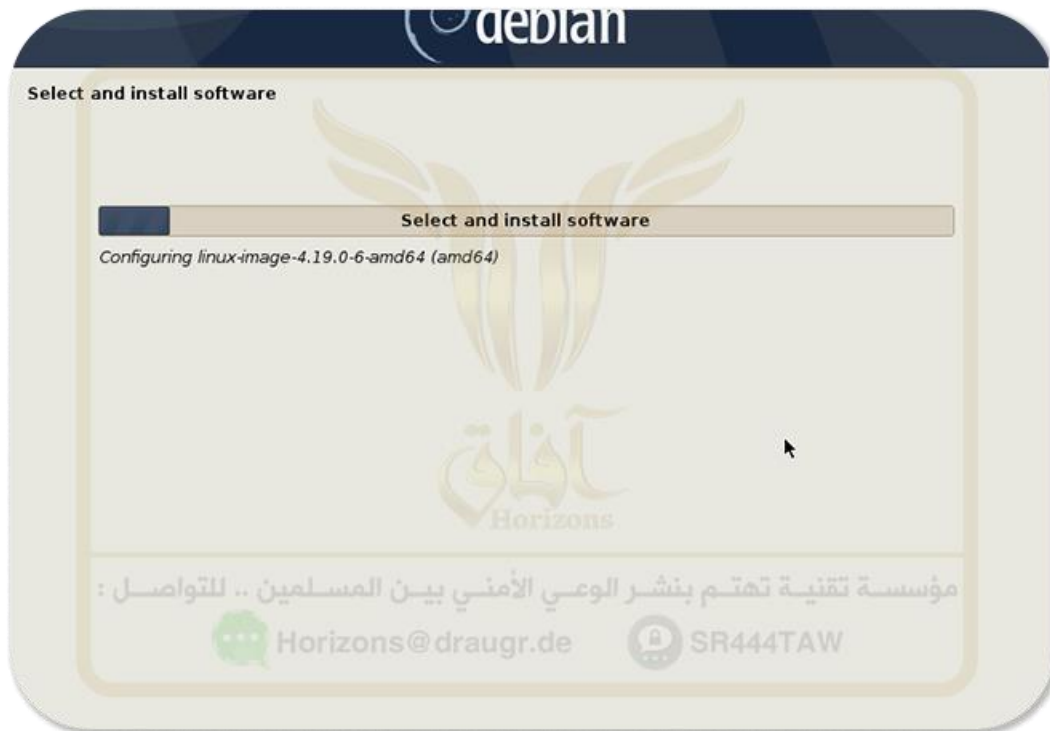 debian
Select and install software
Select and install software
Configuring linux-image-4.19.0-6-amd64 (amd64)
آفاق
Horizons
مؤسسة تقنية تهتم بنشر الوعي الأمني بين المسلمين .. للتواصل :
Horizons@draugr.de SR444TAW